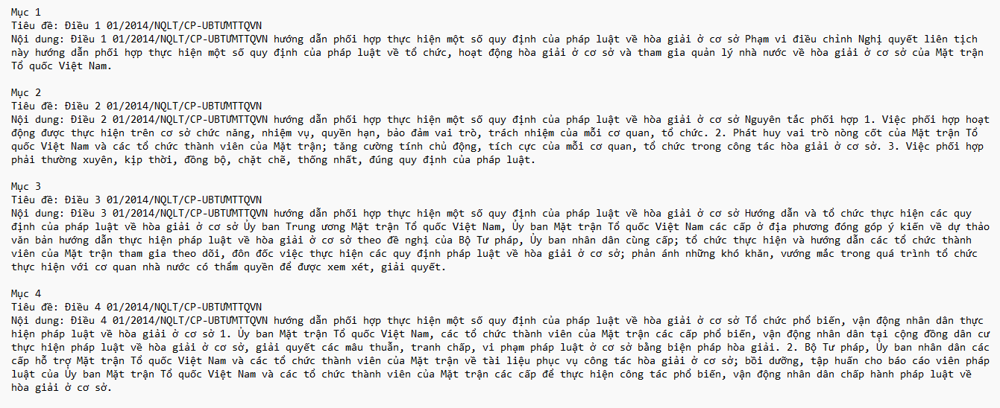 Mục 1
Tiêu đề: Điều 1 01/2014/NQLT/CP-UBTƯMTTQVN
Nội dung: Điều 1 01/2014/NQLT/CP-UBTƯMTTQVN hướng dẫn phối hợp thực hiện một số quy định của pháp luật về hòa giải ở cơ sở Phạm vi điều chỉnh Nghị quyết liên tịch
này hướng dẫn phối hợp thực hiện một số quy định của pháp luật về tổ chức, hoạt động hòa giải ở cơ sở và tham gia quản lý nhà nước về hòa giải ở cơ sở của Mặt trận
Tổ quốc Việt Nam.
Mục 2
Tiêu đề: Điều 2 01/2014/NQLT/CP-UBTƯMTTQVN
Nội dung: Điều 2 01/2014/NQLT/CP-UBTƯMTTQVN hướng dẫn phối hợp thực hiện một số quy định của pháp luật về hòa giải ở cơ sở Nguyên tắc phối hợp 1. Việc phối hợp hoạt
động được thực hiện trên cơ sở chức năng, nhiệm vụ, quyền hạn, bảo đảm vai trò, trách nhiệm của mỗi cơ quan, tổ chức. 2. Phát huy vai trò nòng cốt của Mặt trận Tổ
quốc Việt Nam và các tổ chức thành viên của Mặt trận; tăng cường tính chủ động, tích cực của mỗi cơ quan, tổ chức trong công tác hòa giải ở cơ sở. 3. Việc phối hợp
phải thường xuyên, kịp thời, đồng bộ, chặt chẽ, thống nhất, đúng quy định của pháp luật.
Mục 3
Tiêu đề: Điều 3 01/2014/NQLT/CP-UBTƯMTTQVN
Nội dung: Điều 3 01/2014/NQLT/CP-UBTƯMTTQVN hướng dẫn phối hợp thực hiện một số quy định của pháp luật về hòa giải ở cơ sở Hướng dẫn và tổ chức thực hiện các quy
định của pháp luật về hòa giải ở cơ sở Ủy ban Trung ương Mặt trận Tổ quốc Việt Nam, Ủy ban Mặt trận Tổ quốc Việt Nam các cấp ở địa phương đóng góp ý kiến về dự thảo
văn bản hướng dẫn thực hiện pháp luật về hòa giải ở cơ sở theo đề nghị của Bộ Tư pháp, Ủy ban nhân dân cùng cấp; tổ chức thực hiện và hướng dẫn các tổ chức thành
viên của Mặt trận tham gia theo dõi, đôn đốc việc thực hiện các quy định pháp luật về hòa giải ở cơ sở; phản ánh những khó khăn, vướng mắc trong quá trình tổ chức
thực hiện với cơ quan nhà nước có thẩm quyền để được xem xét, giải quyết.
Mục 4
Tiêu đề: Điều 4 01/2014/NQLT/CP-UBTƯMTTQVN
Nội dung: Điều 4 01/2014/NQLT/CP-UBTƯMTTQVN hướng dẫn phối hợp thực hiện một số quy định của pháp luật về hòa giải ở cơ sở Tổ chức phổ biến, vận động nhân dân thực
hiện pháp luật về hòa giải ở cơ sở 1. Ủy ban Mặt trận Tổ quốc Việt Nam, các tổ chức thành viên của Mặt trận các cấp phổ biến, vận động nhân dân tại cộng đồng dân cư
thực hiện pháp luật về hòa giải ở cơ sở, giải quyết các mâu thuẫn, tranh chấp, vi phạm pháp luật ở cơ sở bằng biện pháp hòa giải. 2. Bộ Tư pháp, Ủy ban nhân dân các
cấp hỗ trợ Mặt trận Tổ quốc Việt Nam và các tổ chức thành viên của Mặt trận về tài liệu phục vụ công tác hòa giải ở cơ sở; bồi dưỡng, tập huấn cho báo cáo viên pháp
luật của Ủy ban Mặt trận Tổ quốc Việt Nam và các tổ chức thành viên của Mặt trận các cấp để thực hiện công tác phổ biến, vận động nhân dân chấp hành pháp luật về
hòa giải ở cơ sở.